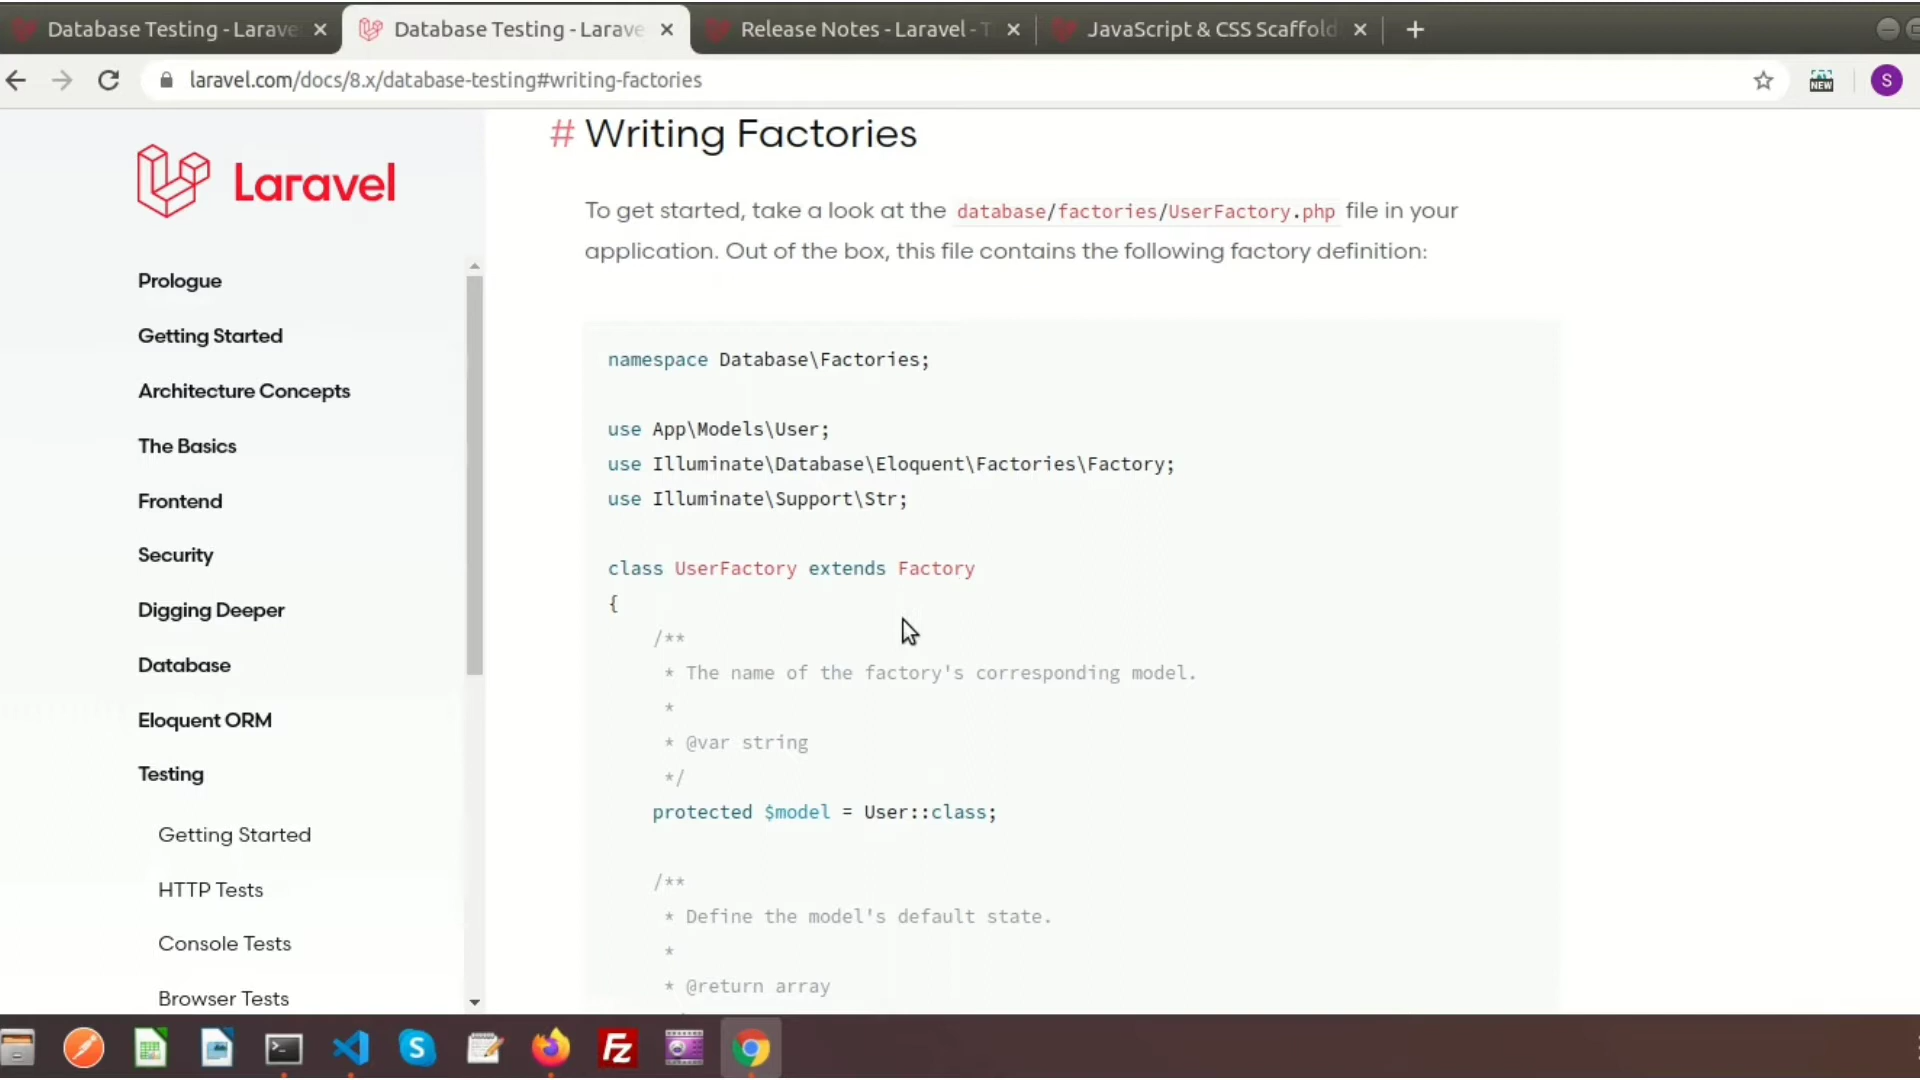 Database Testing - Larave
Database Testing - Larave
Release Notes - Laravel - T
JavaScript & CSS Scaffold
laravel.com/docs/8.x/database-testing#writing-factories
NEW
S
Laravel
Prologue
Getting Started
Architecture Concepts
The Basics
Frontend
Security
Digging Deeper
Database
Eloquent ORM
Testing
Getting Started
HTTP Tests
Console Tests
Browser Tests
# Writing Factories
To get started, take a look at the database/factories/UserFactory.php file in your
application. Out of the box, this file contains the following factory definition:
namespace Database\Factories;
use App\Models\User;
use Illuminate\Database\Eloquent\Factories\Factory;
use Illuminate\Support\Str;
class UserFactory extends Factory
{
/**
* The name of the factory's corresponding model.
*
* @var string
*/
protected $model = User::class;
/**
* Define the model's default state.
*
* @return array